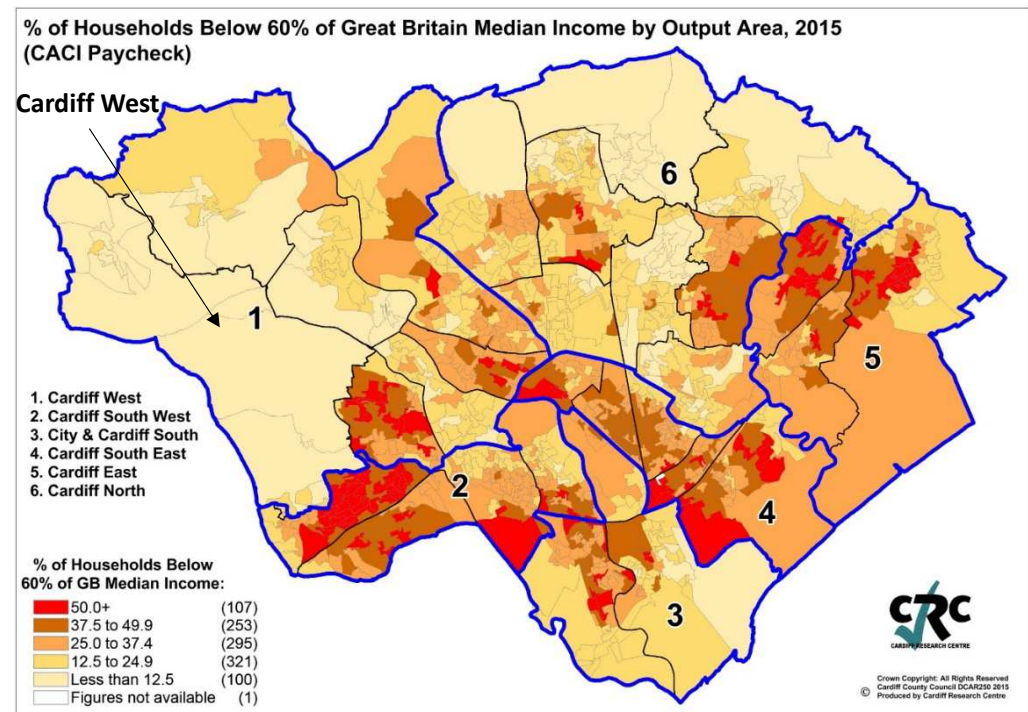 % of Households Below 60% of Great Britain Median Income by Output Area, 2015
(CACI Paycheck)
Cardiff West
6
1
5
1. Cardiff West
2. Cardiff South West
3. City & Cardiff South
4. Cardiff South East
5. Cardiff East
6. Cardiff North
2
4
3
% of Households Below
60% of GB Median Income:
50.0+ (107)
37.5 to 49.9 (253)
25.0 to 37.4 (295)
12.5 to 24.9 (321)
Less than 12.5 (100)
Figures not available (1)
CRC
CARDIFF RESEARCH CENTRE
Crown Copyright: All Rights Reserved
© Cardiff County Council DCAR250 2015
Produced by Cardiff Research Centre